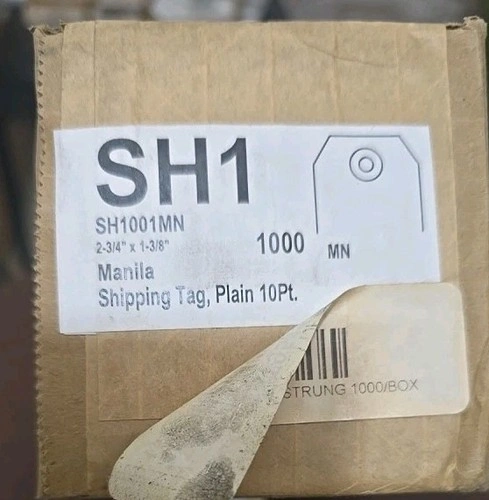 SH1
SH1001MN
2-3/4" x 1-3/8"
1000 MN
Manila
Shipping Tag, Plain 10Pt.
STRUNG 1000/BOX